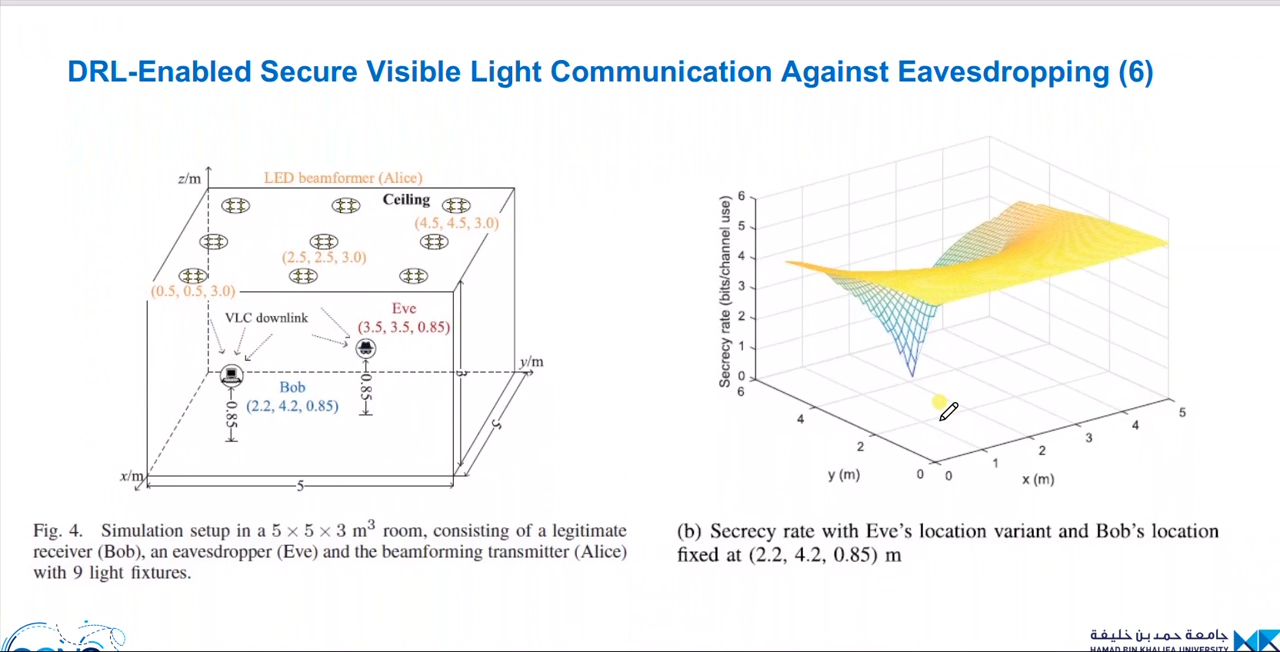 DRL-Enabled Secure Visible Light Communication Against Eavesdropping (6)
z/m
LED beamformer (Alice)
Ceiling
(4.5, 4.5, 3.0)
(2.5, 2.5, 3.0)
(0.5, 0.5, 3.0)
VLC downlink
Eve
(3.5, 3.5, 0.85)
y/m
Bob
(2.2, 4.2, 0.85)
0.85
0.85
3
5
x/m
5
Fig. 4. Simulation setup in a 5 × 5 × 3 m³ room, consisting of a legitimate
receiver (Bob), an eavesdropper (Eve) and the beamforming transmitter (Alice)
with 9 light fixtures.
Secrecy rate (bits/channel use)
6
5
4
3
2
1
0
6
4
2
0
y (m)
0
1
2
3
4
5
x (m)
(b) Secrecy rate with Eve's location variant and Bob's location
fixed at (2.2, 4.2, 0.85) m
جامعة حمد بن خليفة
HAMAD BIN KHALIFA UNIVERSITY